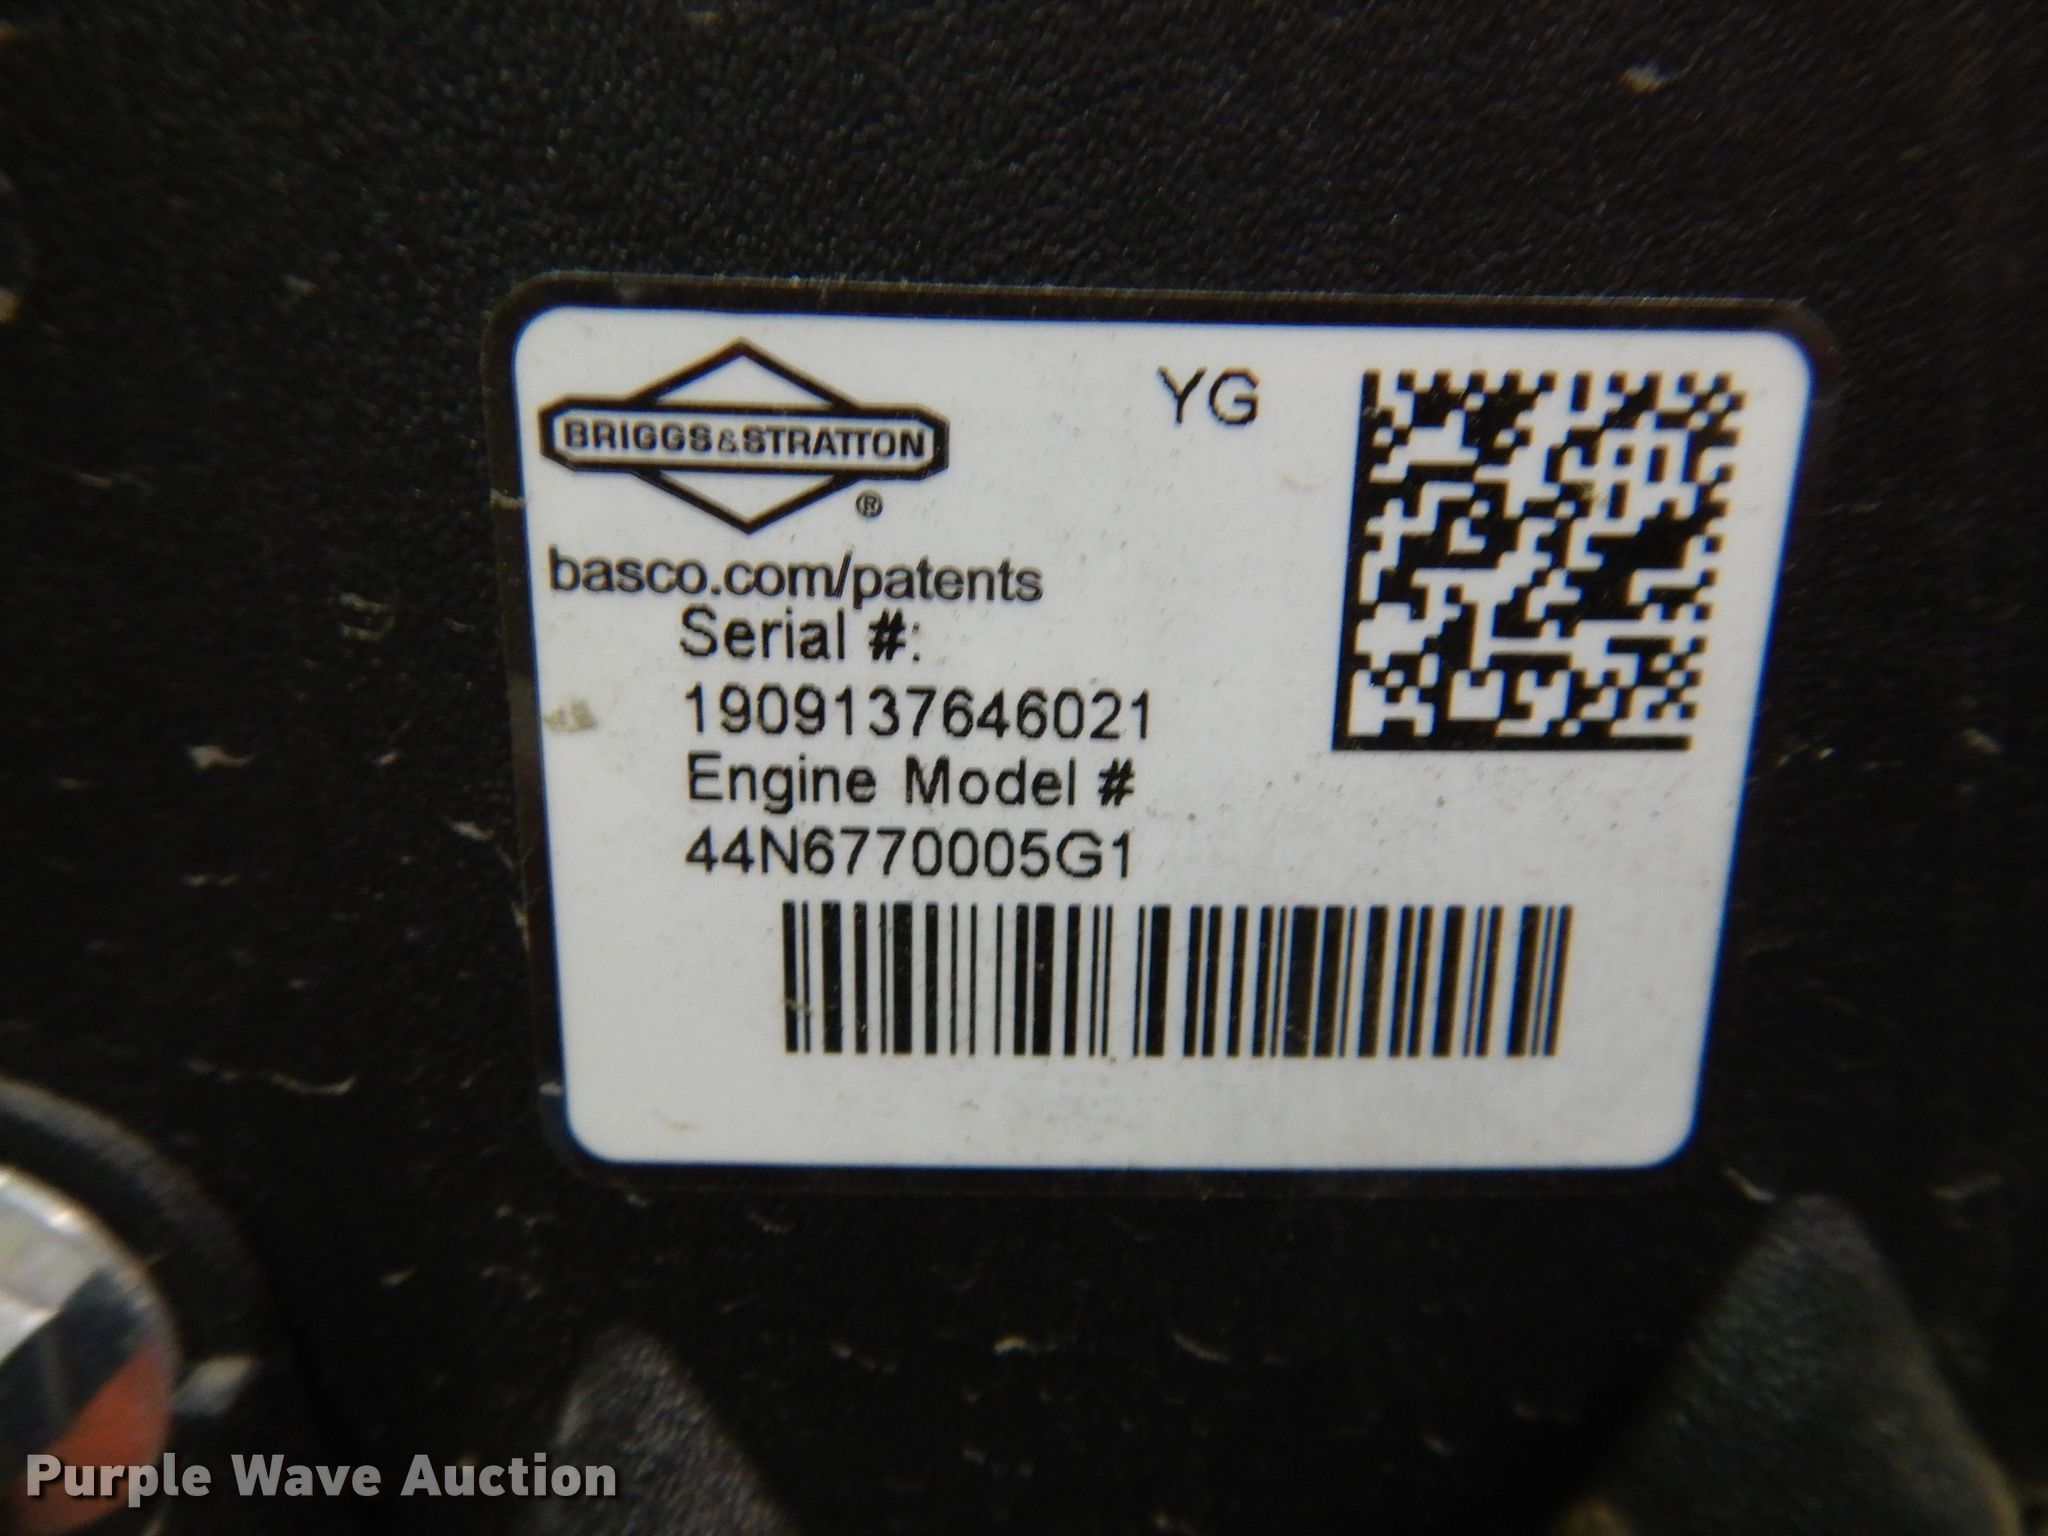 BRIGGS&STRATTON
®
YG
basco.com/patents
Serial #:
1909137646021
Engine Model #
44N6770005G1
Purple Wave Auction